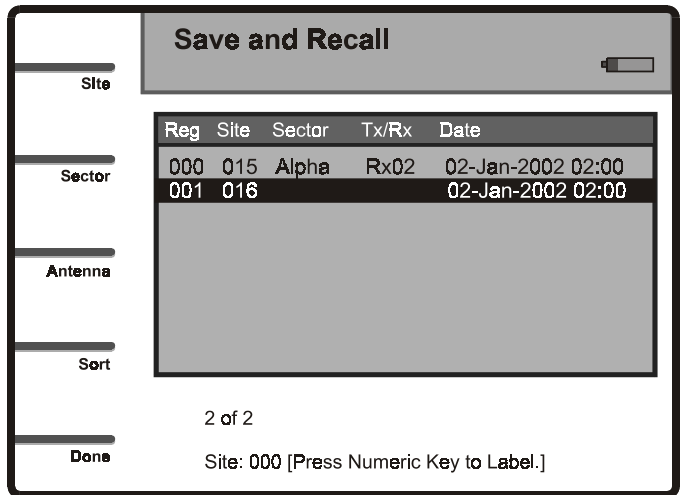 Save and Recall
Site
Sector
Antenna
Sort
Done
Reg Site Sector Tx/Rx Date
000 015 Alpha Rx02 02-Jan-2002 02:00
001 016 02-Jan-2002 02:00
2 of 2
Site: 000 [Press Numeric Key to Label.]